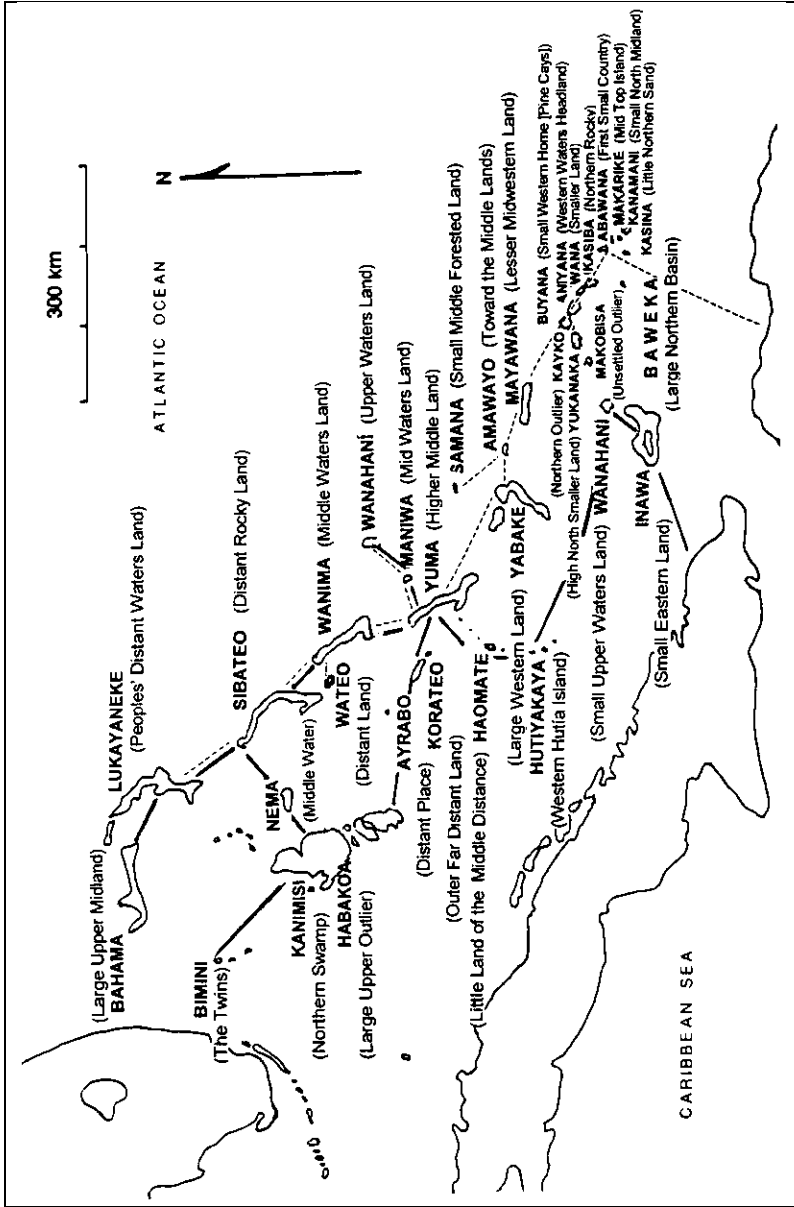 300 km
N
ATLANTIC OCEAN
LUKAYANEKE
(Peoples' Distant Waters Land)
(Large Upper Midland)
BAHAMA
SIBATEO (Distant Rocky Land)
BIMINI
(The Twins)
NEMA
(Middle Water)
WANIMA (Middle Waters Land)
WATEO
(Distant Land)
KANIMISI
(Northern Swamp)
HABAKOA
(Large Upper Outlier)
WANAHANÍ (Upper Waters Land)
MANIWA (Mid Waters Land)
YUMA (Higher Middle Land)
AYRABO
(Distant Place)
KORATEO
(Outer Far Distant Land)
HAOMATE
(Little Land of the Middle Distance)
SAMANA (Small Middle Forested Land)
AMAWAYO (Toward the Middle Lands)
YABAKE
(Large Western Land)
MAYAWANA (Lesser Midwestern Land)
HUTIYAKAYA
(Western Hutía Island)
BUYANA (Small Western Home [Pine Cays])
(Northern Outlier) KAYKO
ANIYANA (Western Waters Headland)
(High North Smaller Land) YUKANAKA
WANA (Smaller Land)
KASIBA (Northern Rocky)
WANAHANÍ
(Small Upper Waters Land)
MAKOBISA
(Unsettled Outlier)
ABAWANA (First Small Country)
MAKARIKE (Mid Top Island)
KANAMANI (Small North Midland
KASINA (Little Northern Sand)
INAWA
(Small Eastern Land)
BAWEKA
(Large Northern Basin)
CARIBBEAN SEA